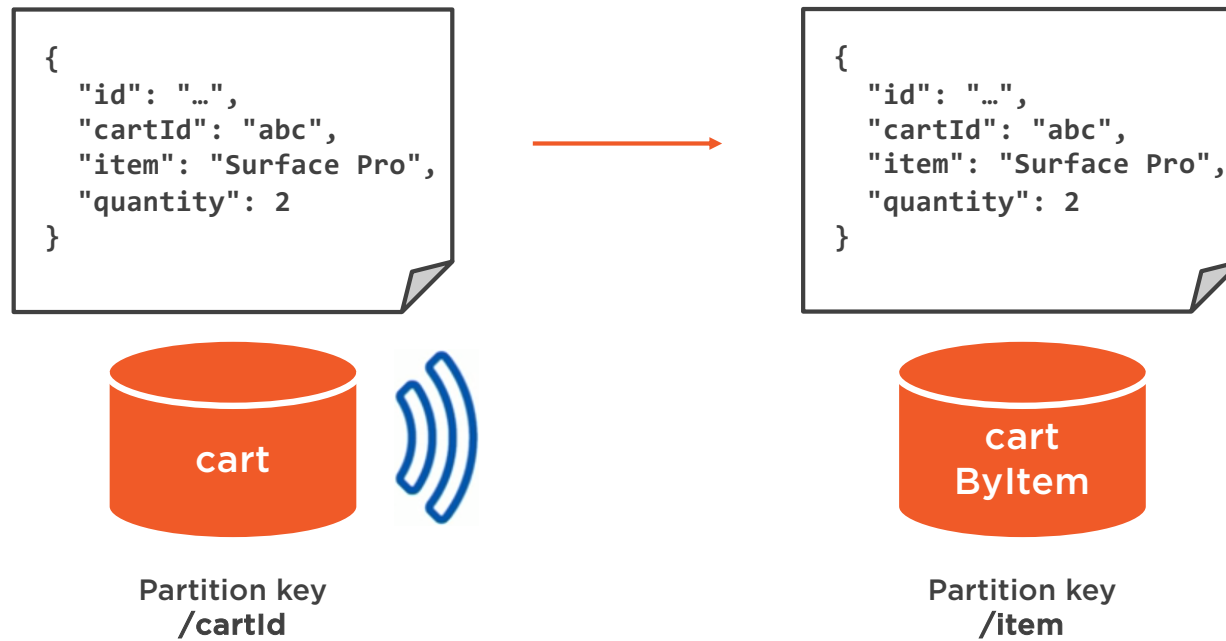 {
"id": "…",
"cartId": "abc",
"item": "Surface Pro",
"quantity": 2
}
cart
Partition key
/cartId
{
"id": "…",
"cartId": "abc",
"item": "Surface Pro",
"quantity": 2
}
cart
ByItem
Partition key
/item